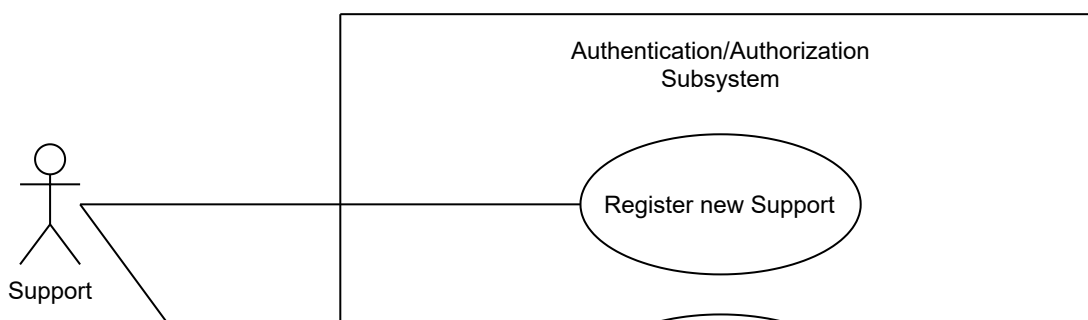 Authentication/Authorization
Subsystem
Register new Support
Support